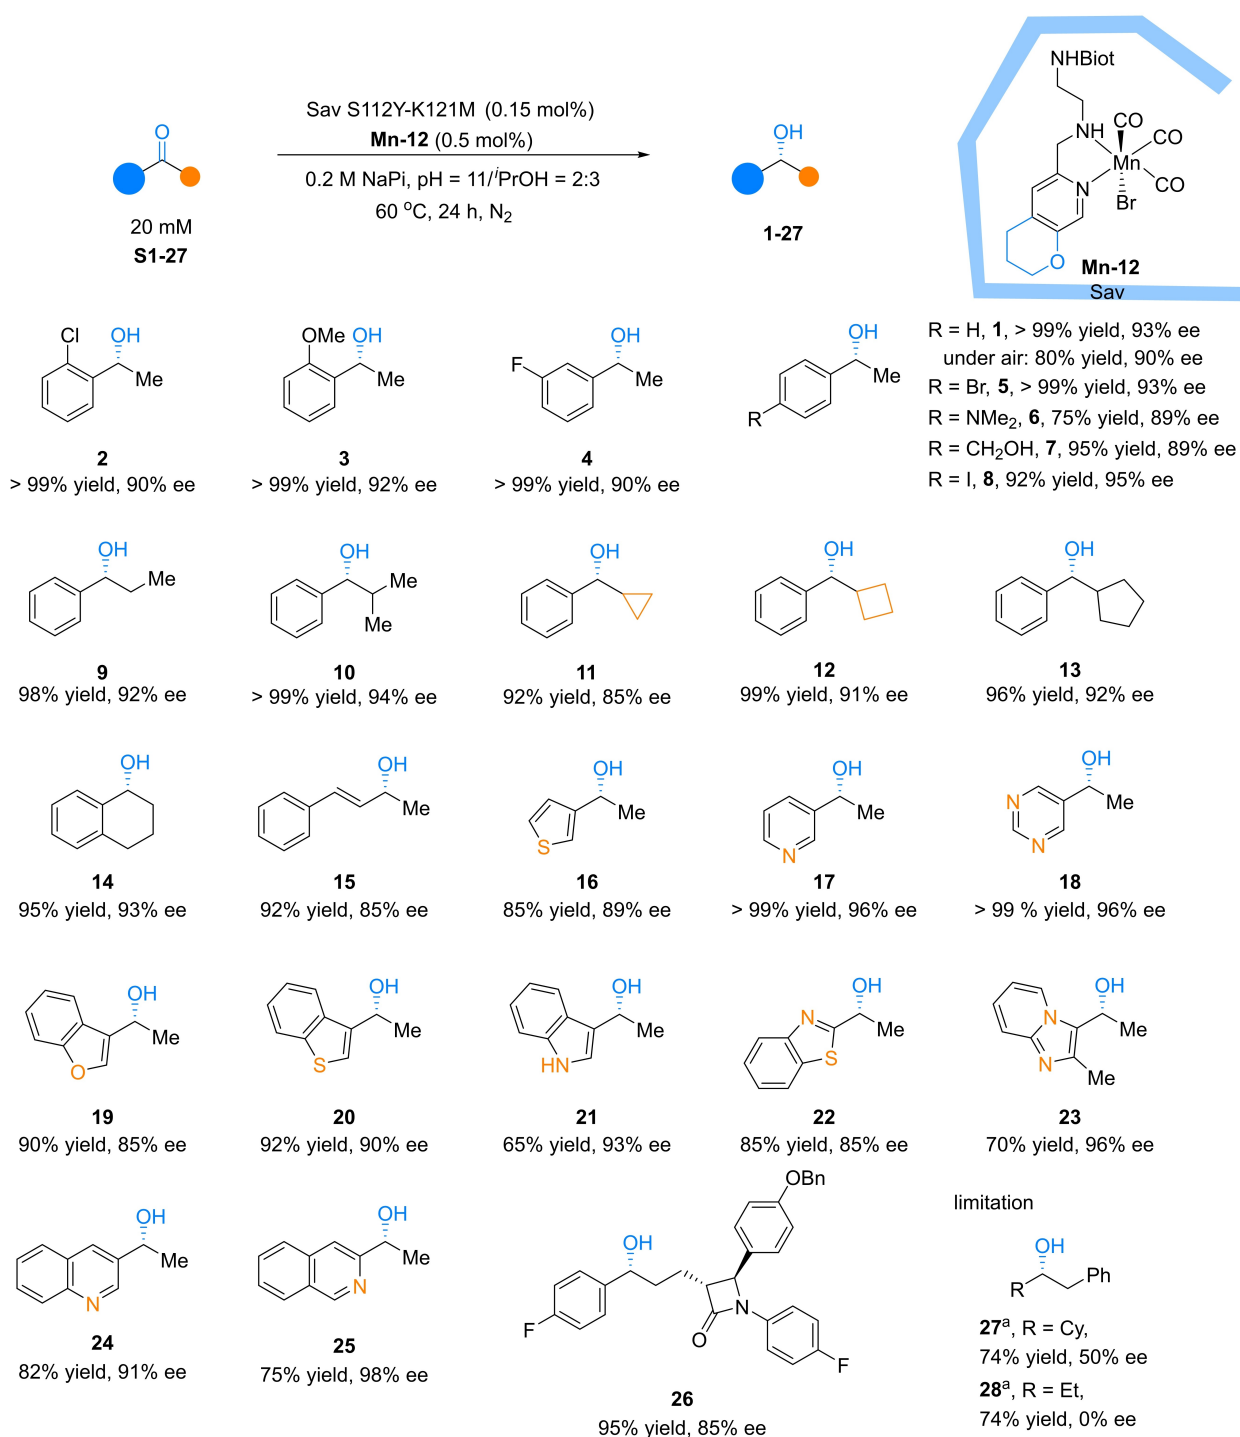 O
20 mM
S1-27
Sav S112Y-K121M (0.15 mol%)
Mn-12 (0.5 mol%)
0.2 M NaPi, pH = 11/iPrOH = 2:3
60 oC, 24 h, N2
OH
1-27
NHBiot
NH
CO
CO
Mn
CO
N
Br
O
Mn-12
Sav
Cl
OH
Me
2
> 99% yield, 90% ee
OMe
OH
Me
3
> 99% yield, 92% ee
OH
F
Me
4
> 99% yield, 90% ee
OH
Me
R
R = H, 1, > 99% yield, 93% ee
under air: 80% yield, 90% ee
R = Br, 5, > 99% yield, 93% ee
R = NMe2, 6, 75% yield, 89% ee
R = CH2OH, 7, 95% yield, 89% ee
R = I, 8, 92% yield, 95% ee
OH
Me
9
98% yield, 92% ee
OH
Me
Me
10
> 99% yield, 94% ee
OH
11
92% yield, 85% ee
OH
12
99% yield, 91% ee
OH
13
96% yield, 92% ee
OH
14
95% yield, 93% ee
OH
Me
15
92% yield, 85% ee
OH
Me
S
16
85% yield, 89% ee
OH
Me
N
17
> 99% yield, 96% ee
OH
Me
N
N
18
> 99 % yield, 96% ee
OH
Me
O
19
90% yield, 85% ee
OH
Me
S
20
92% yield, 90% ee
OH
Me
HN
21
65% yield, 93% ee
OH
N
Me
S
22
85% yield, 85% ee
OH
N
Me
N
Me
23
70% yield, 96% ee
OH
Me
N
24
82% yield, 91% ee
OH
Me
N
25
75% yield, 98% ee
OBn
OH
F
N
O
F
26
95% yield, 85% ee
limitation
OH
Ph
R
27a, R = Cy,
74% yield, 50% ee
28a, R = Et,
74% yield, 0% ee